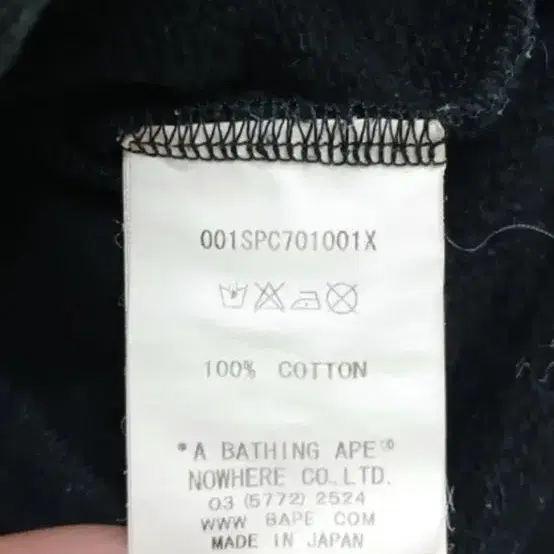 001SPC701001X
100% COTTON
*A BATHING APE®
NOWHERE CO., LTD.
03 (5772) 2524
WWW BAPE COM
MADE IN JAPAN